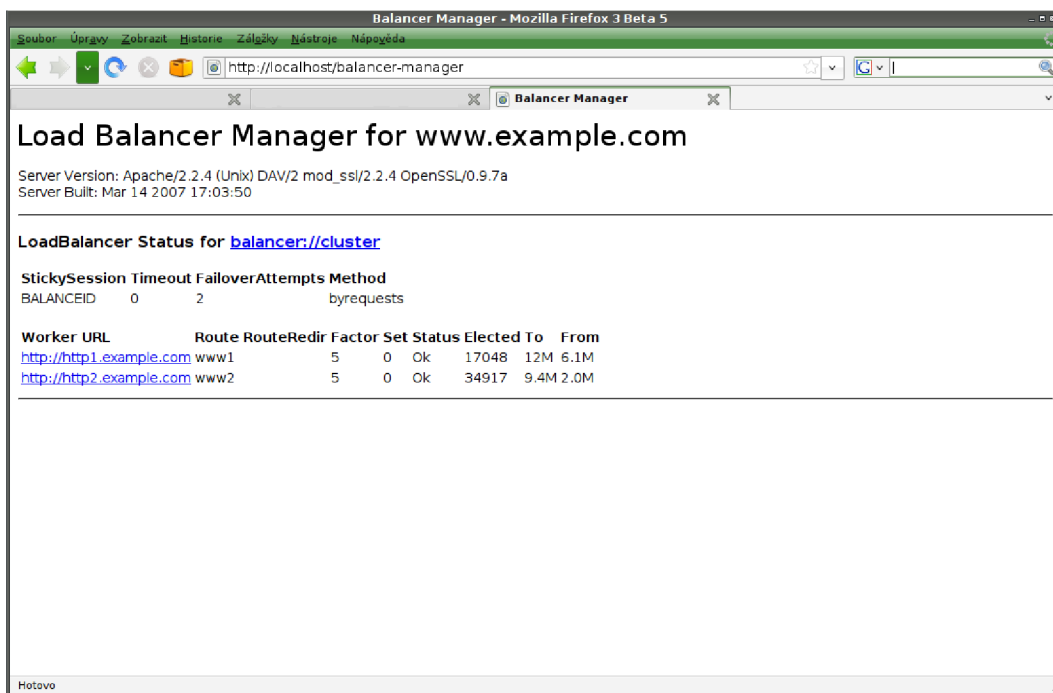 Balancer Manager - Mozilla Firefox 3 Beta 5
Soubor Úpravy Zobrazit Historie Záložky Nástroje Nápověda
http://localhost/balancer-manager
G
Balancer Manager
Load Balancer Manager for www.example.com
Server Version: Apache/2.2.4 (Unix) DAV/2 mod_ssl/2.2.4 OpenSSL/0.9.7a
Server Built: Mar 14 2007 17:03:50
LoadBalancer Status for balancer://cluster
StickySession Timeout FailoverAttempts Method
BALANCEID 0 2 byrequests
Worker URL Route RouteRedir Factor Set Status Elected To From
http://http1.example.com www1 5 0 Ok 17048 12M 6.1M
http://http2.example.com www2 5 0 Ok 34917 9.4M 2.0M
Hotovo